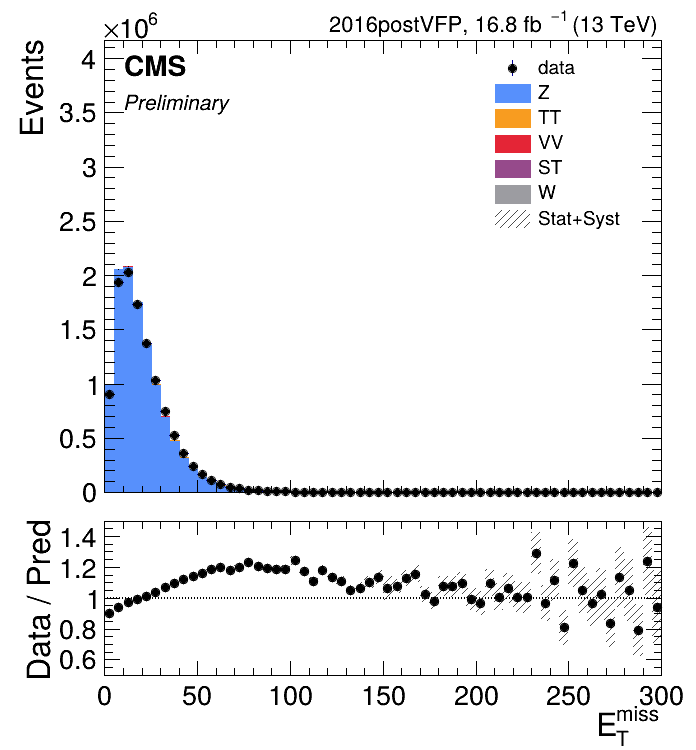 ×10⁶
2016postVFP, 16.8 fb ⁻¹ (13 TeV)
CMS
Preliminary
Events
4
3.5
3
2.5
2
1.5
1
0.5
0
data
Z
TT
VV
ST
W
Stat+Syst
Data / Pred
1.4
1.2
1
0.8
0.6
0 50 100 150 200 250 300
E_T^miss